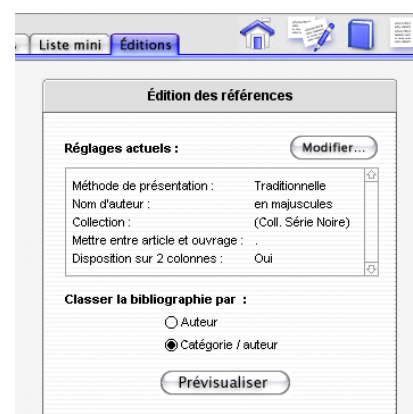 Liste mini Éditions
Édition des références
Réglages actuels : Modifier...
Méthode de présentation : Traditionnelle
Nom d'auteur : en majuscules
Collection : (Coll. Série Noire)
Mettre entre article et ouvrage : .
Disposition sur 2 colonnes : Oui
Classer la bibliographie par :
Auteur
Catégorie / auteur
Prévisualiser